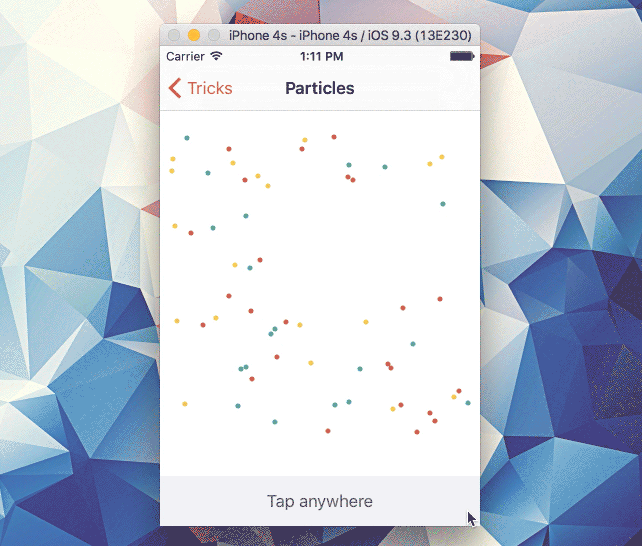 iPhone 4s - iPhone 4s / iOS 9.3 (13E230)
Carrier 1:11 PM
Tricks Particles
Tap anywhere